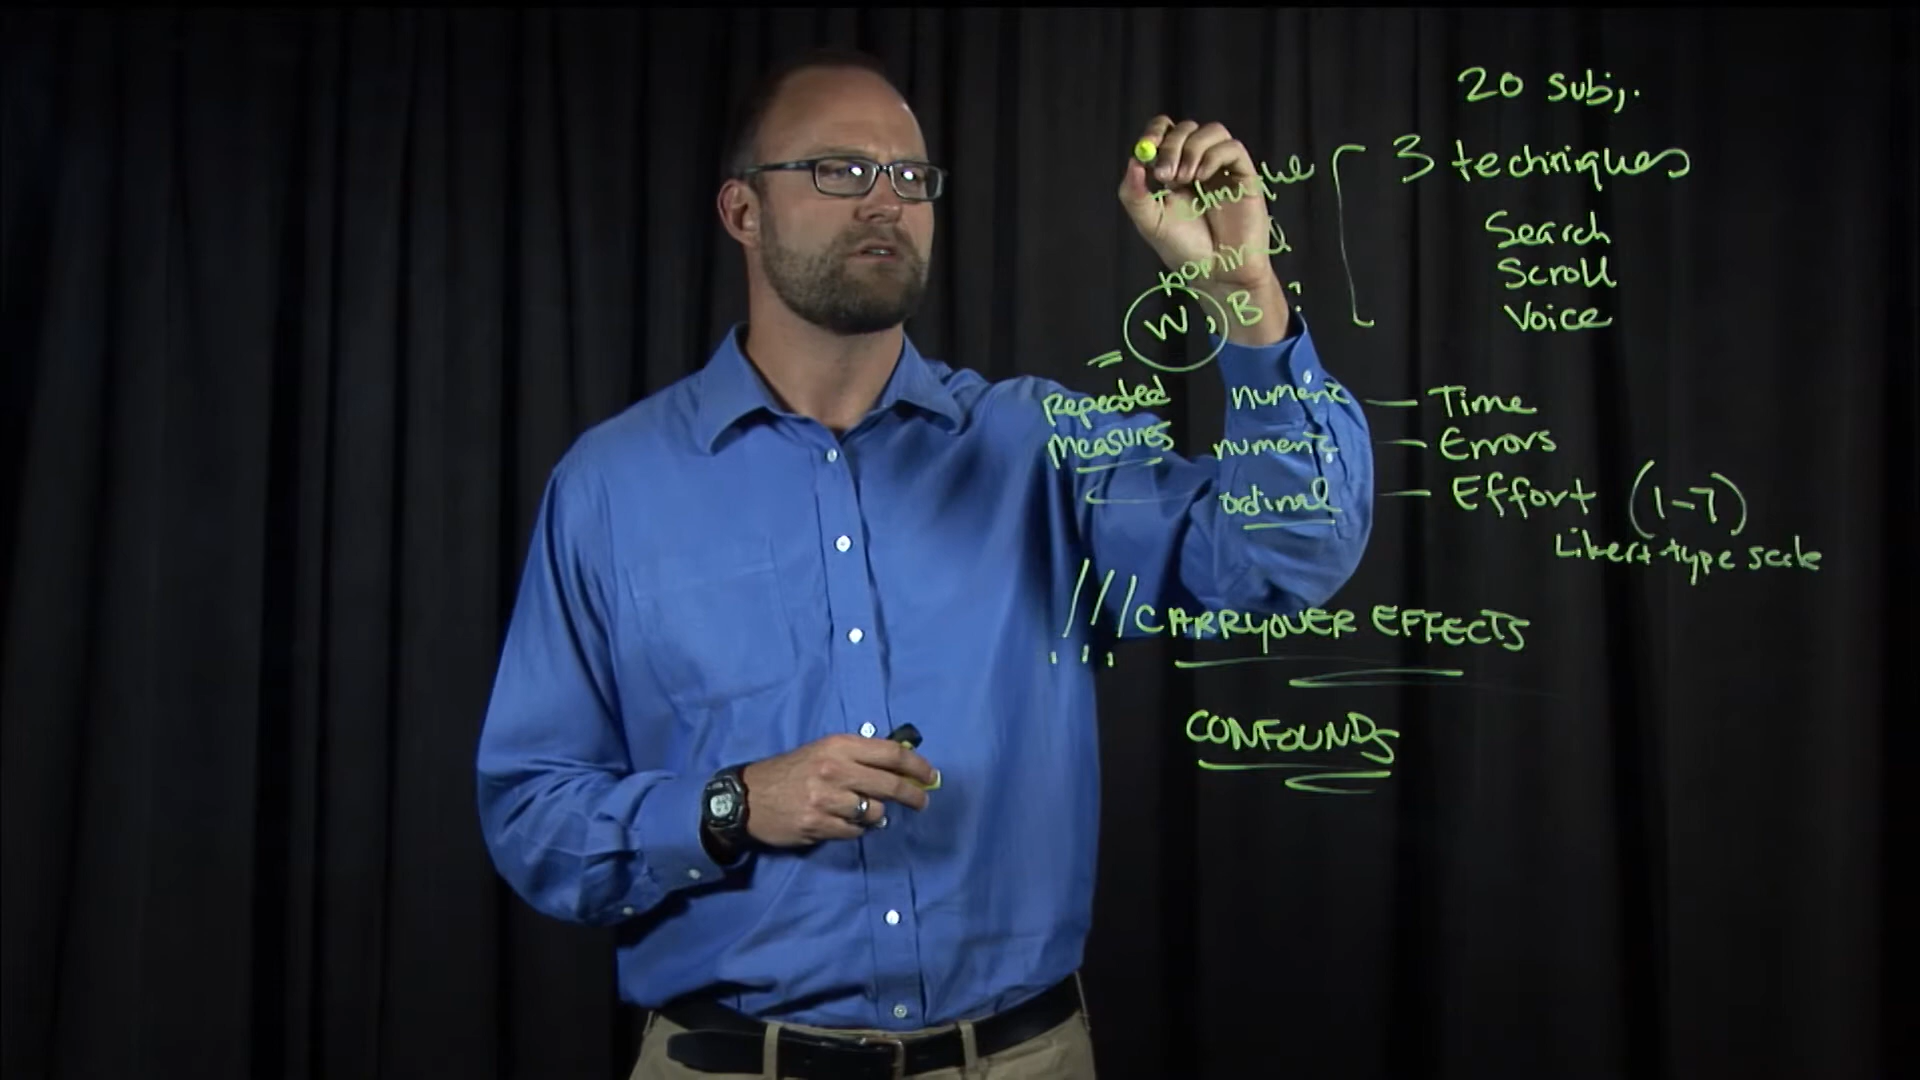 20 subj.
Technique [ 3 techniques
nominal
Search
Scroll
Voice
W, B ?
=
Repeated
Measures
numeric — Time
numeric — Errors
ordinal — Effort (1-7)
Likert-type scale
!!! CARRYOVER EFFECTS
CONFOUNDS